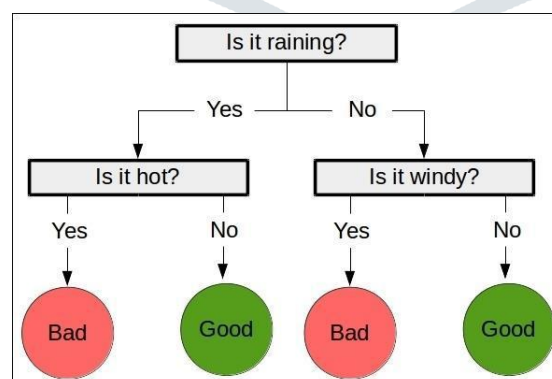 Is it raining?
Yes No
Is it hot? Is it windy?
Yes No Yes No
Bad Good Bad Good